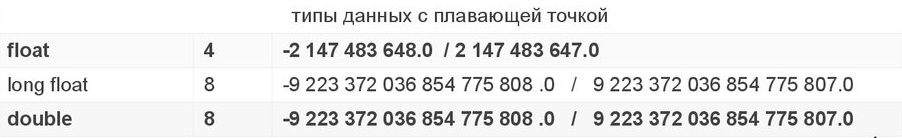 типы данных с плавающей точкой
float 4 -2 147 483 648.0 / 2 147 483 647.0
long float 8 -9 223 372 036 854 775 808 .0 / 9 223 372 036 854 775 807.0
double 8 -9 223 372 036 854 775 808 .0 / 9 223 372 036 854 775 807.0